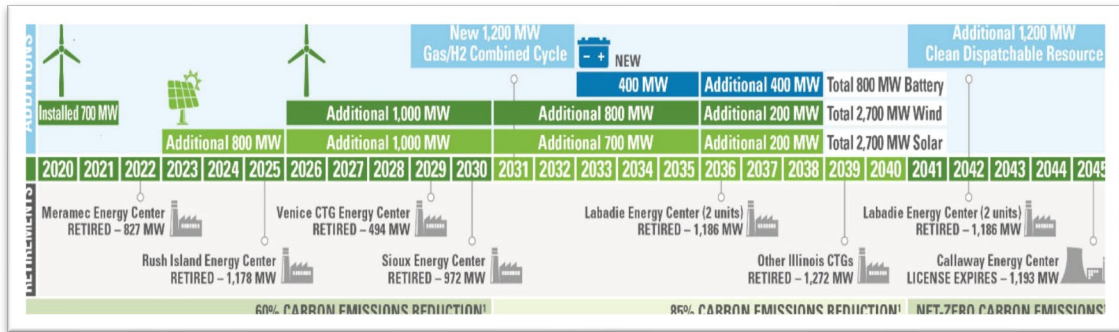 ADDITIONS
New 1,200 MW
Gas/H2 Combined Cycle
Additional 1,200 MW
Clean Dispatchable Resource
NEW
400 MW
Additional 400 MW
Total 800 MW Battery
Installed 700 MW
Additional 1,000 MW
Additional 800 MW
Additional 200 MW
Total 2,700 MW Wind
Additional 800 MW
Additional 1,000 MW
Additional 700 MW
Additional 200 MW
Total 2,700 MW Solar
2020 2021 2022 2023 2024 2025 2026 2027 2028 2029 2030 2031 2032 2033 2034 2035 2036 2037 2038 2039 2040 2041 2042 2043 2044 2045
RETIREMENTS
Meramec Energy Center
RETIRED – 827 MW
Venice CTG Energy Center
RETIRED – 494 MW
Labadie Energy Center (2 units)
RETIRED – 1,186 MW
Labadie Energy Center (2 units)
RETIRED – 1,186 MW
Rush Island Energy Center
RETIRED – 1,178 MW
Sioux Energy Center
RETIRED – 972 MW
Other Illinois CTGs
RETIRED – 1,272 MW
Callaway Energy Center
LICENSE EXPIRES – 1,193 MW
60% CARBON EMISSIONS REDUCTION¹
85% CARBON EMISSIONS REDUCTION¹
NET-ZERO CARBON EMISSIONS¹